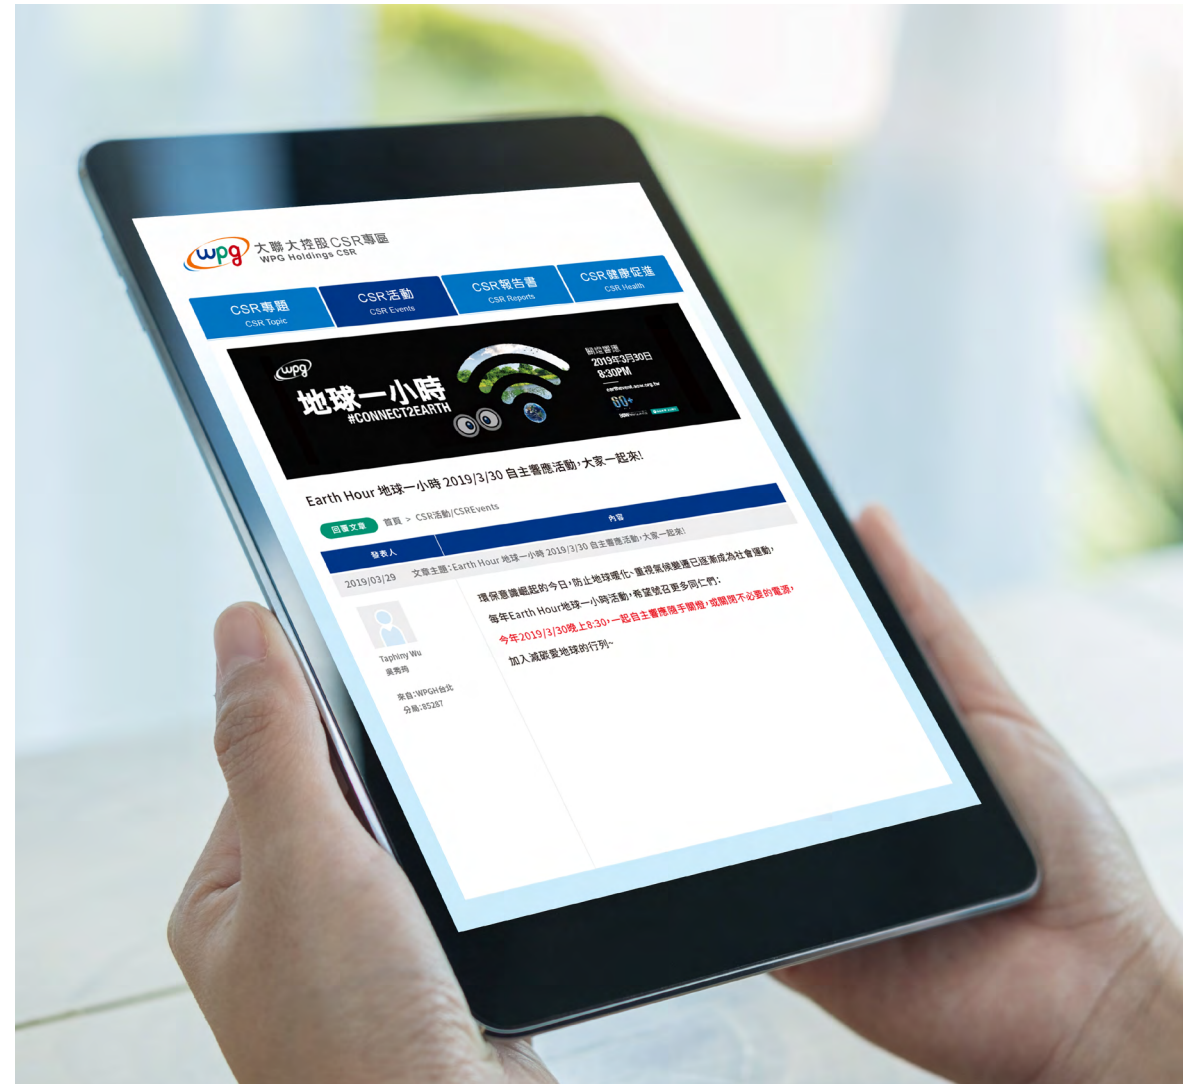 wpg 大聯大控股CSR專區
WPG Holdings CSR
CSR專題
CSR Topic
CSR活動
CSR Events
CSR報告書
CSR Reports
CSR健康促進
CSR Health
wpg
地球一小時
#CONNECT2EARTH
關燈響應
2019年3月30日
8:30PM
60+
Earth Hour 地球一小時 2019/3/30 自主響應活動，大家一起來!
回覆文章 首頁 > CSR活動/CSREvents
發表人 內容
2019/03/29 文章主題：Earth Hour 地球一小時 2019/3/30 自主響應活動，大家一起來!
Taphiny Wu
來自：WPGH台北
分局：85287
環保意識崛起的今日，防止地球暖化、重視氣候變遷已逐漸成為社會運動，
每年Earth Hour地球一小時活動，希望號召更多同仁們：
今年2019/3/30晚上8:30，一起自主響應隨手關燈，或關閉不必要的電源，
加入減碳愛地球的行列~